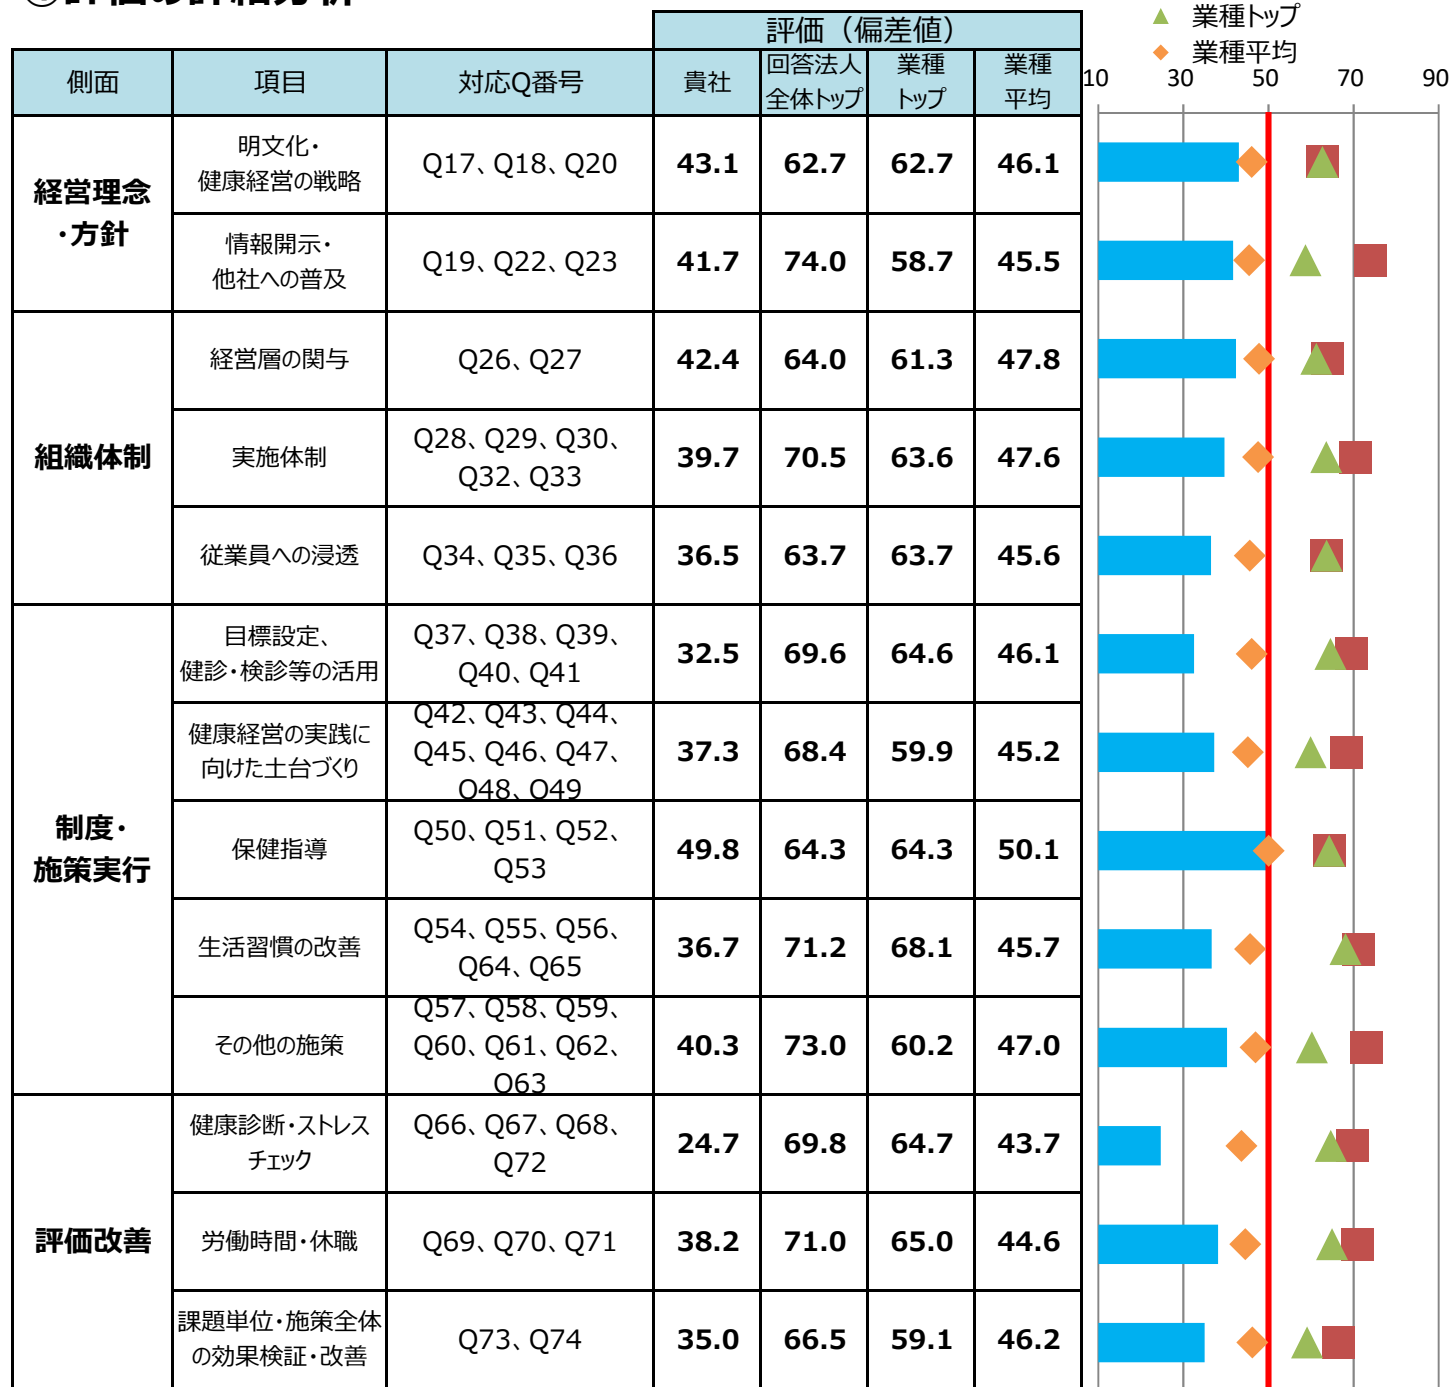 評価（偏差値）
側面 項目 対応Q番号 貴社 回答法人 業種 業種
全体トップ トップ 平均
経営理念
・方針
明文化・
健康経営の戦略
Q17、Q18、Q20 43.1 62.7 62.7 46.1
情報開示・
他社への普及
Q19、Q22、Q23 41.7 74.0 58.7 45.5
組織体制
経営層の関与 Q26、Q27 42.4 64.0 61.3 47.8
実施体制
Q28、Q29、Q30、
Q32、Q33
39.7 70.5 63.6 47.6
従業員への浸透 Q34、Q35、Q36 36.5 63.7 63.7 45.6
制度・
施策実行
目標設定、
健診・検診等の活用
Q37、Q38、Q39、
Q40、Q41
32.5 69.6 64.6 46.1
健康経営の実践に
向けた土台づくり
Q42、Q43、Q44、
Q45、Q46、Q47、
Q48、Q49
37.3 68.4 59.9 45.2
保健指導
Q50、Q51、Q52、
Q53
49.8 64.3 64.3 50.1
生活習慣の改善
Q54、Q55、Q56、
Q64、Q65
36.7 71.2 68.1 45.7
その他の施策
Q57、Q58、Q59、
Q60、Q61、Q62、
Q63
40.3 73.0 60.2 47.0
評価改善
健康診断・ストレス
チェック
Q66、Q67、Q68、
Q72
24.7 69.8 64.7 43.7
労働時間・休職 Q69、Q70、Q71 38.2 71.0 65.0 44.6
課題単位・施策全体
の効果検証・改善
Q73、Q74 35.0 66.5 59.1 46.2
業種トップ
業種平均
10 30 50 70 90